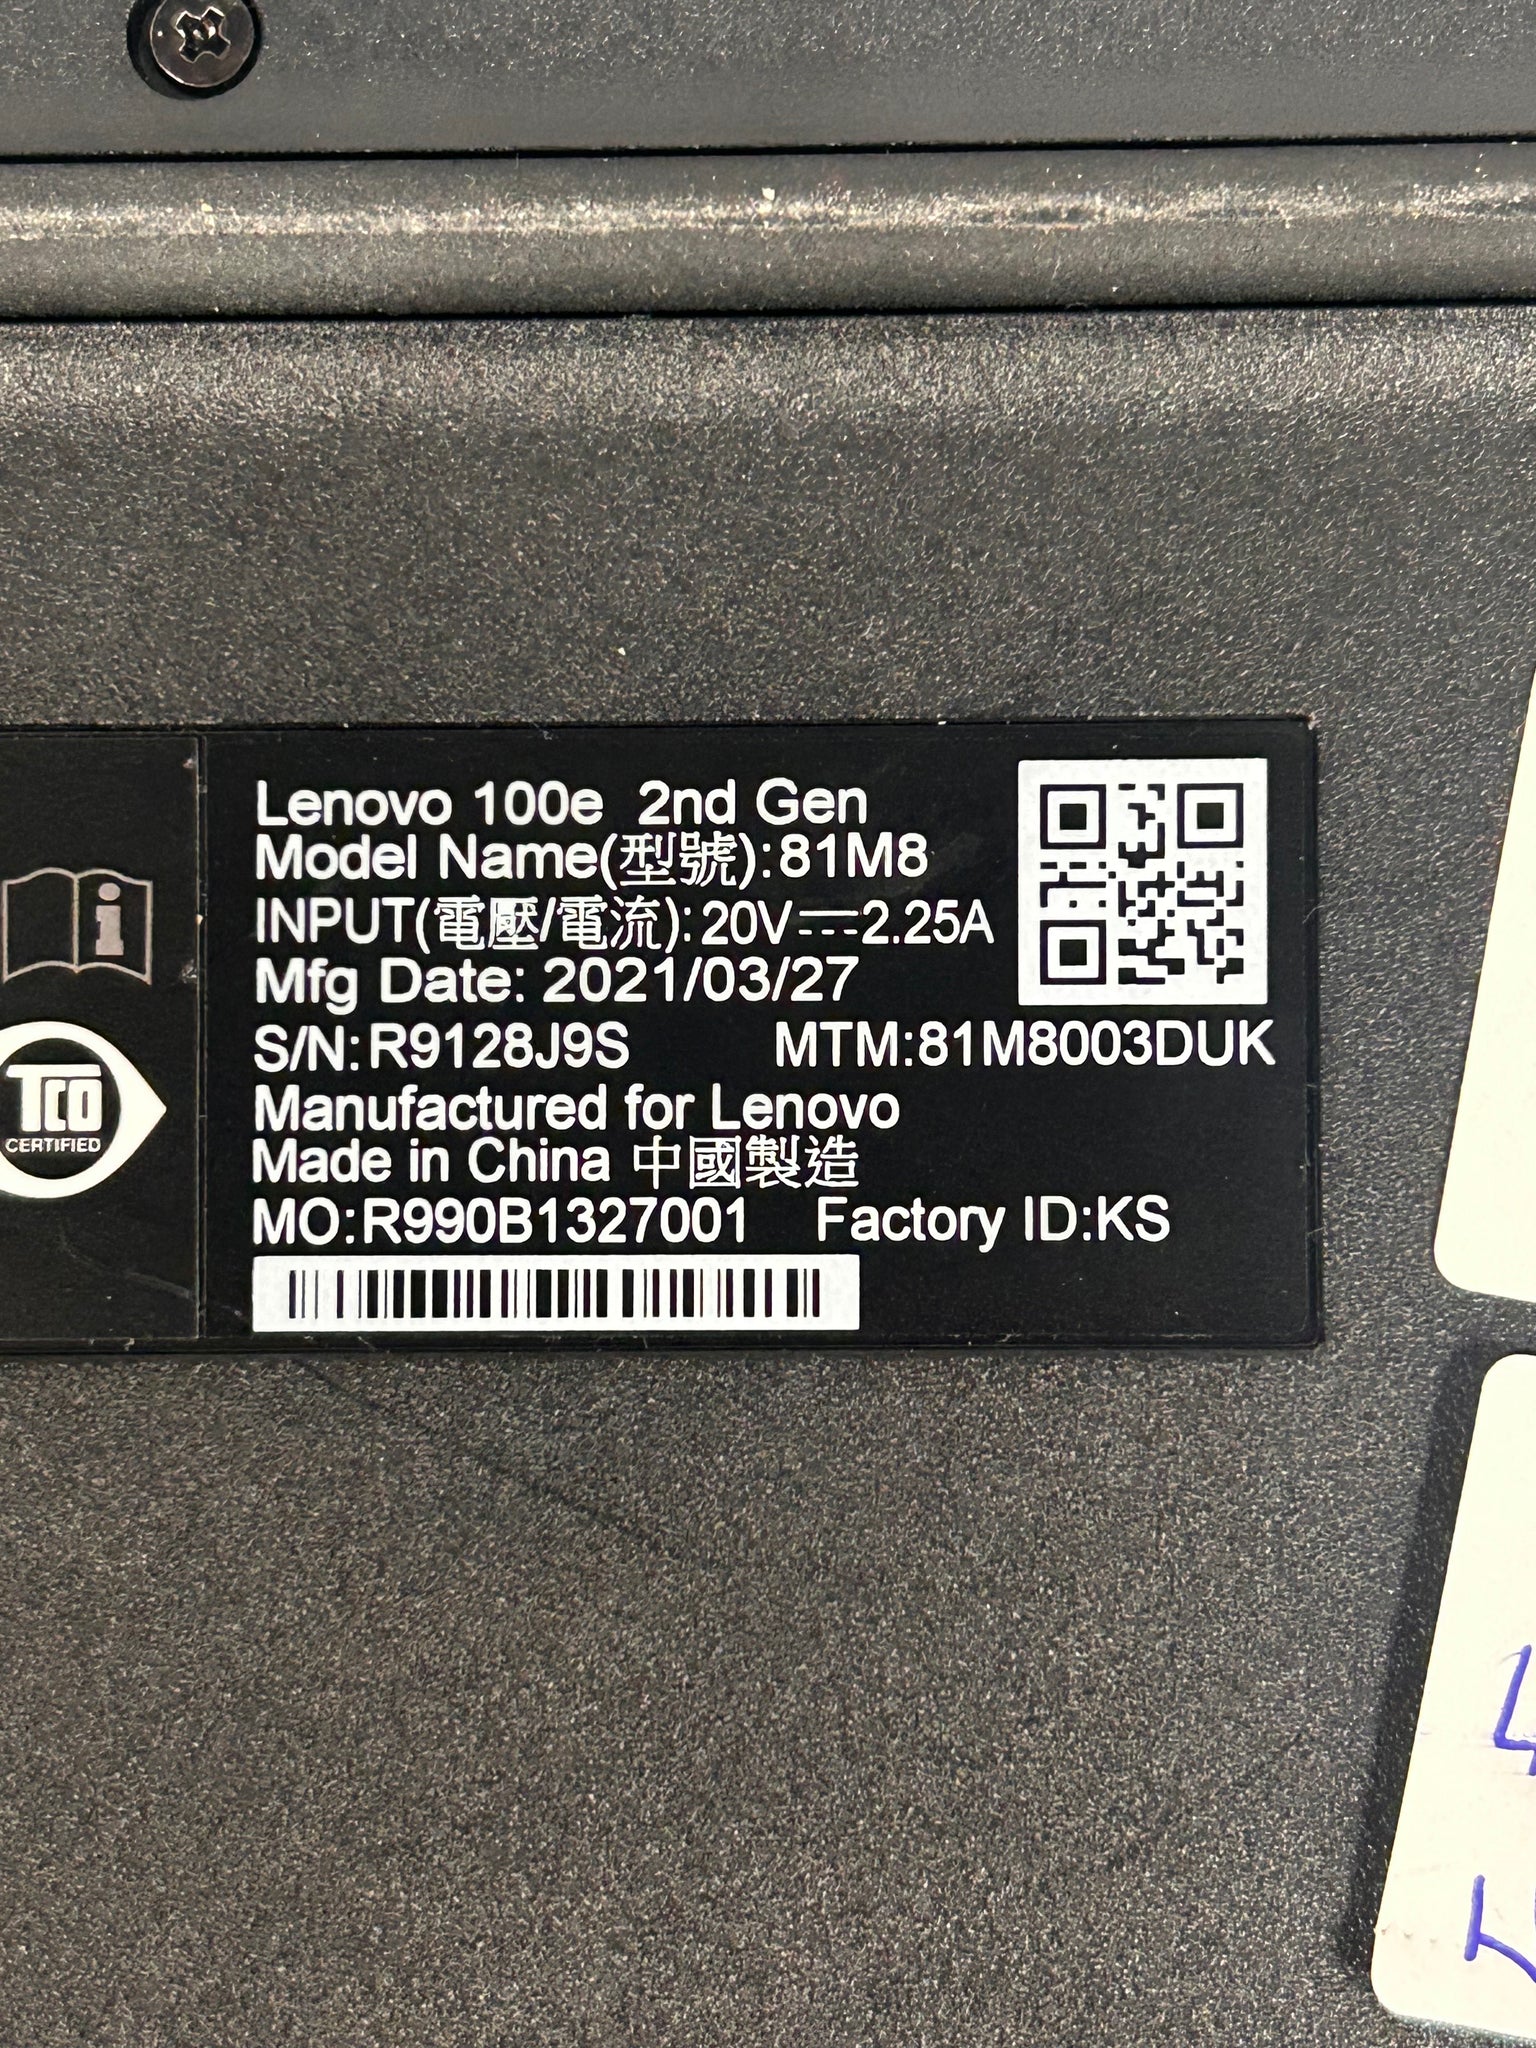 Lenovo 100e 2nd Gen
Model Name(型號):81M8
INPUT(電壓/電流):20V⎓2.25A
Mfg Date: 2021/03/27
S/N:R9128J9S MTM:81M8003DUK
Manufactured for Lenovo
Made in China 中國製造
MO:R990B1327001 Factory ID:KS
i
TCO
CERTIFIED